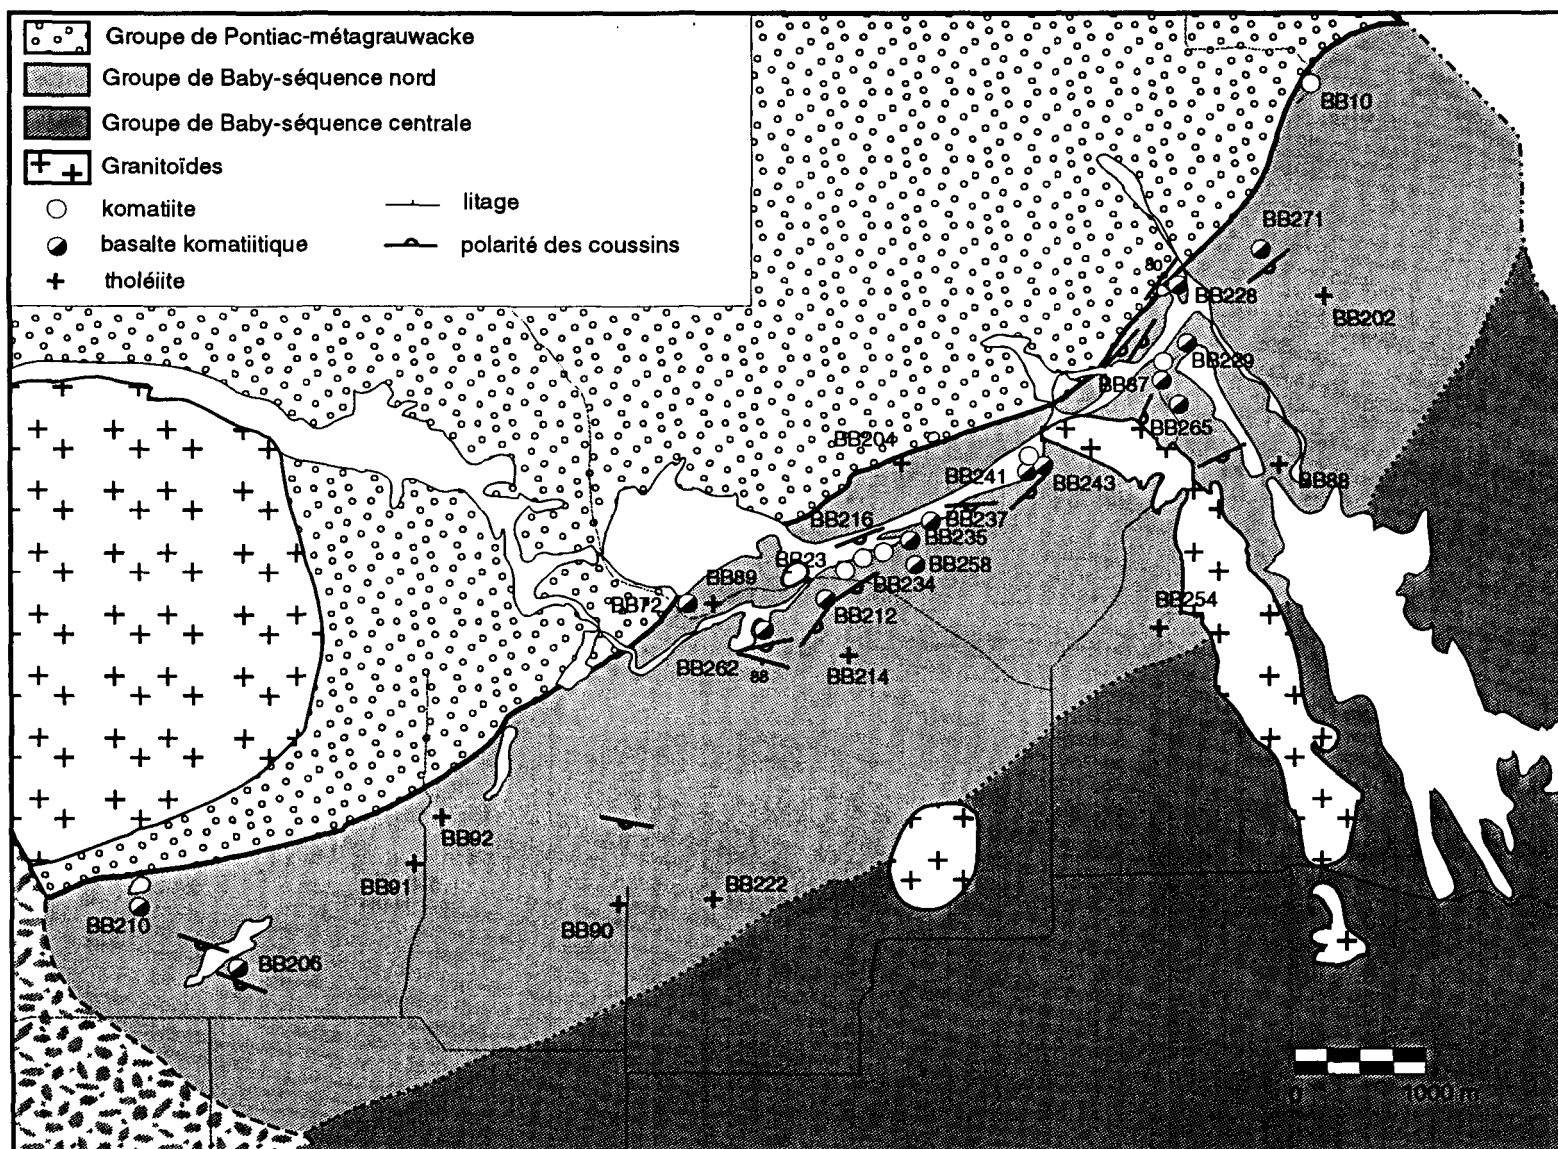 Groupe de Pontiac-métagrauwacke
Groupe de Baby-séquence nord
Groupe de Baby-séquence centrale
Granitoïdes
komatiite
litage
basalte komatiitique
polarité des coussins
tholéiite
BB10
BB271
80
BB228
BB202
BB229
BB87
BB265
BB204
BB241
BB243
BB88
BB216
BB237
BB235
BB23
BB258
BB89
BB234
BB72
BB212
BB254
BB262
88
BB214
BB92
BB91
BB222
BB210
BB90
BB206
0
1000 m